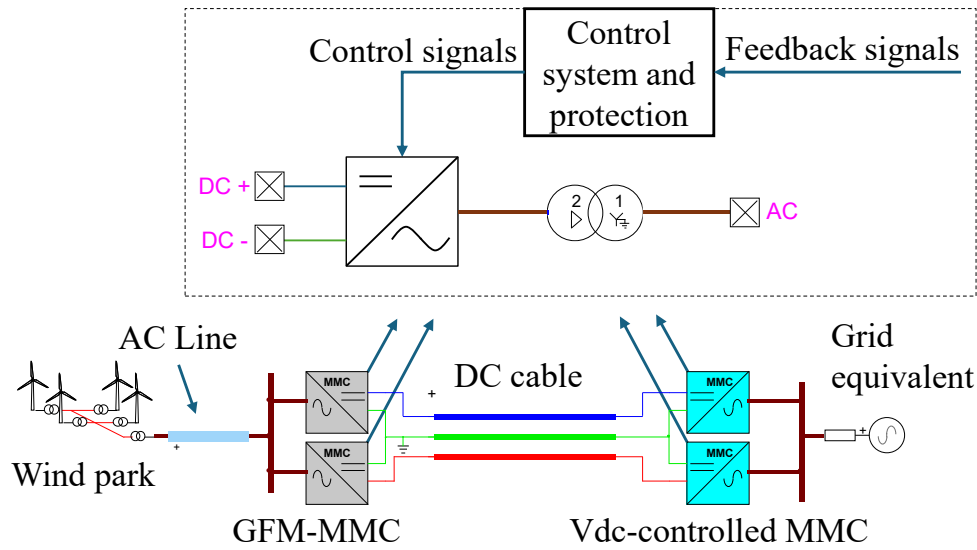 Control
system and
protection
Control signals
Feedback signals
DC +
DC -
2
1
AC
AC Line
DC cable
Grid
equivalent
MMC
MMC
MMC
MMC
+
+
+
Wind park
GFM-MMC
Vdc-controlled MMC